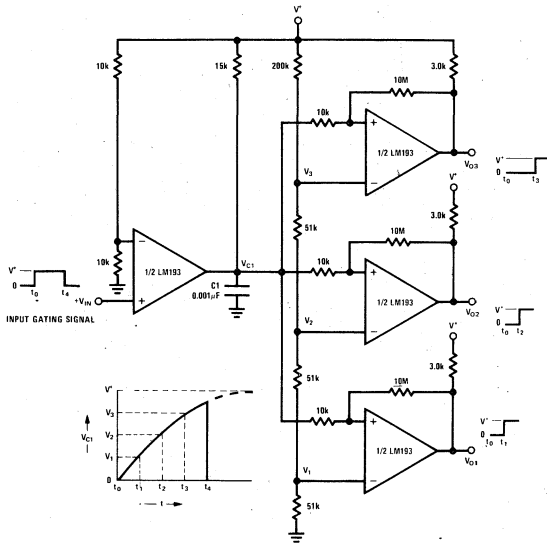 V+
10k
15k
200k
3.0k
10M
10k
+
1/2 LM193
−
VO3
V3
V+
0
t0 t3
V+
3.0k
51k
10M
10k
−
1/2 LM193
+
10k
+
1/2 LM193
−
VO2
VC1
C1
0.001μF
V+
0
t0 t4
+VIN
INPUT GATING SIGNAL
V2
V+
0
t0 t2
V+
3.0k
51k
10M
10k
+
1/2 LM193
−
VO1
V1
V+
0
t0 t1
51k
V+
V3
V2
V1
0
VC1
t0 t1 t2 t3 t4
t